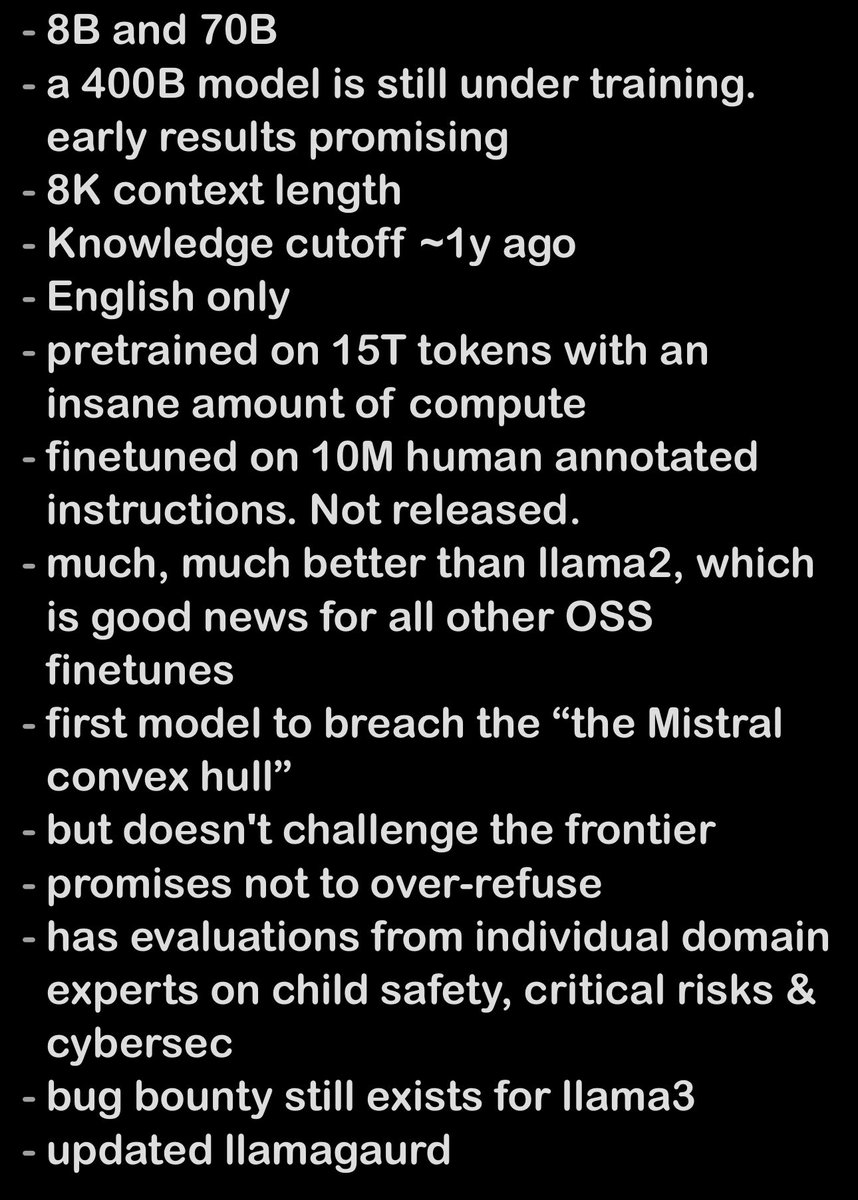 - 8B and 70B
- a 400B model is still under training.
early results promising
- 8K context length
- Knowledge cutoff ~1y ago
- English only
- pretrained on 15T tokens with an
insane amount of compute
- finetuned on 10M human annotated
instructions. Not released.
- much, much better than llama2, which
is good news for all other OSS
finetunes
- first model to breach the “the Mistral
convex hull”
- but doesn't challenge the frontier
- promises not to over-refuse
- has evaluations from individual domain
experts on child safety, critical risks &
cybersec
- bug bounty still exists for llama3
- updated llamagaurd